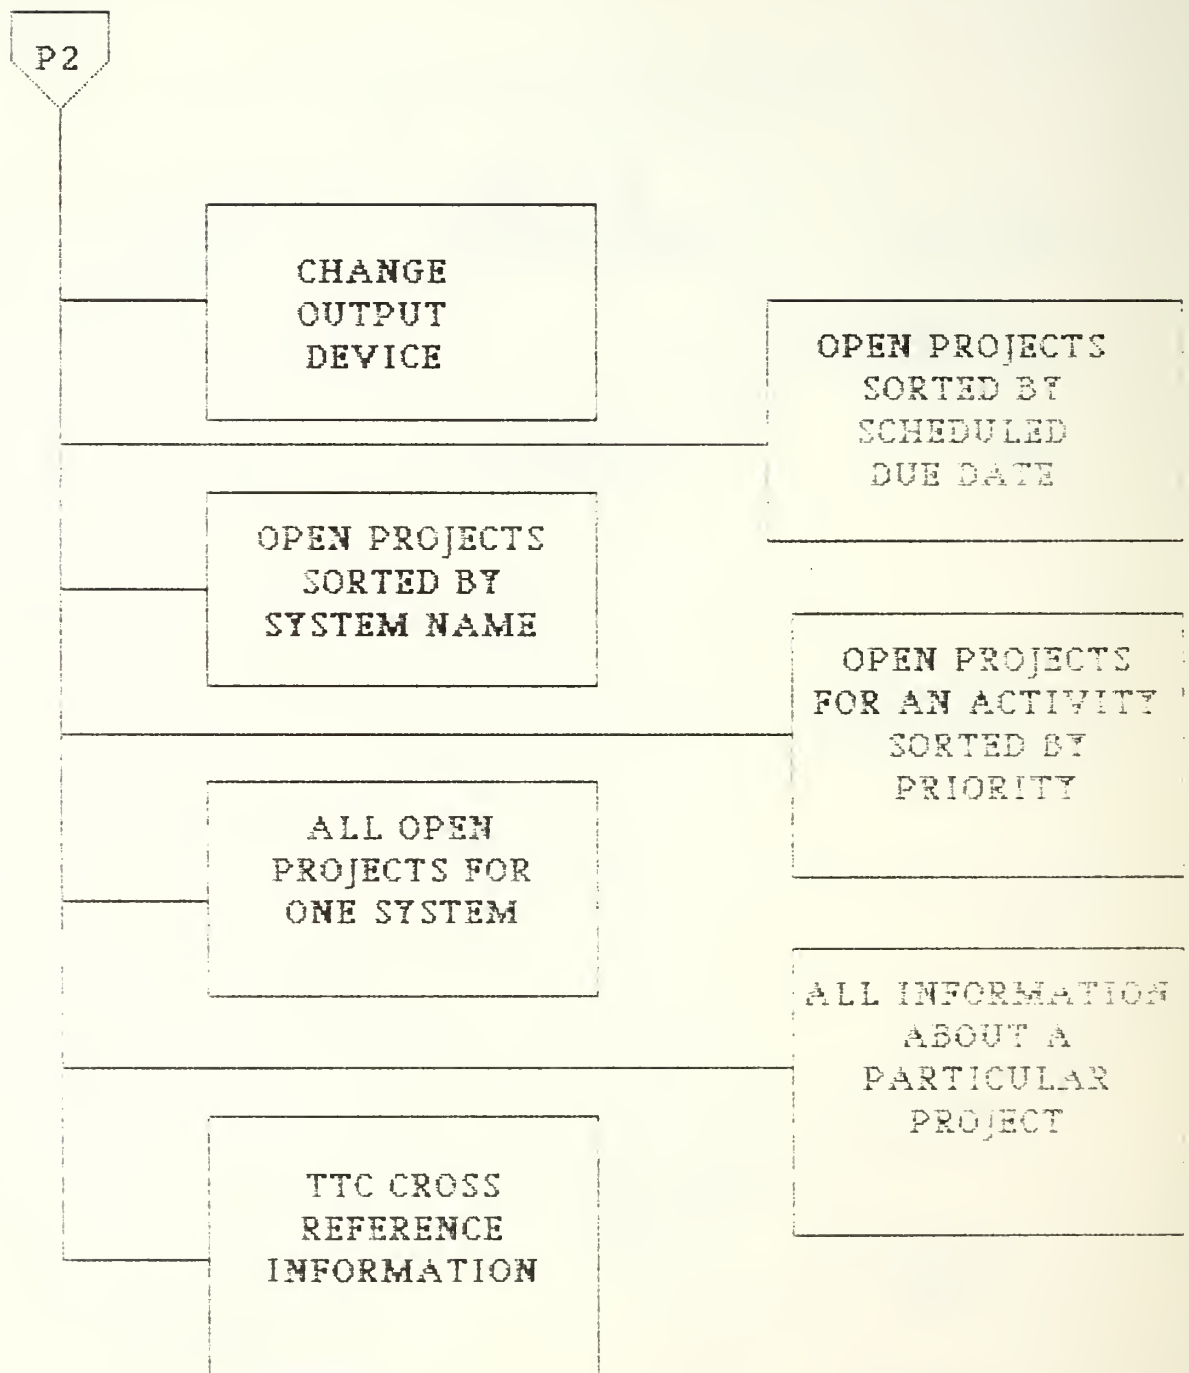 P2
CHANGE
OUTPUT
DEVICE
OPEN PROJECTS
SORTED BY
SCHEDULED
DUE DATE
OPEN PROJECTS
SORTED BY
SYSTEM NAME
OPEN PROJECTS
FOR AN ACTIVITY
SORTED BY
PRIORITY
ALL OPEN
PROJECTS FOR
ONE SYSTEM
ALL INFORMATION
ABOUT A
PARTICULAR
PROJECT
TTC CROSS
REFERENCE
INFORMATION